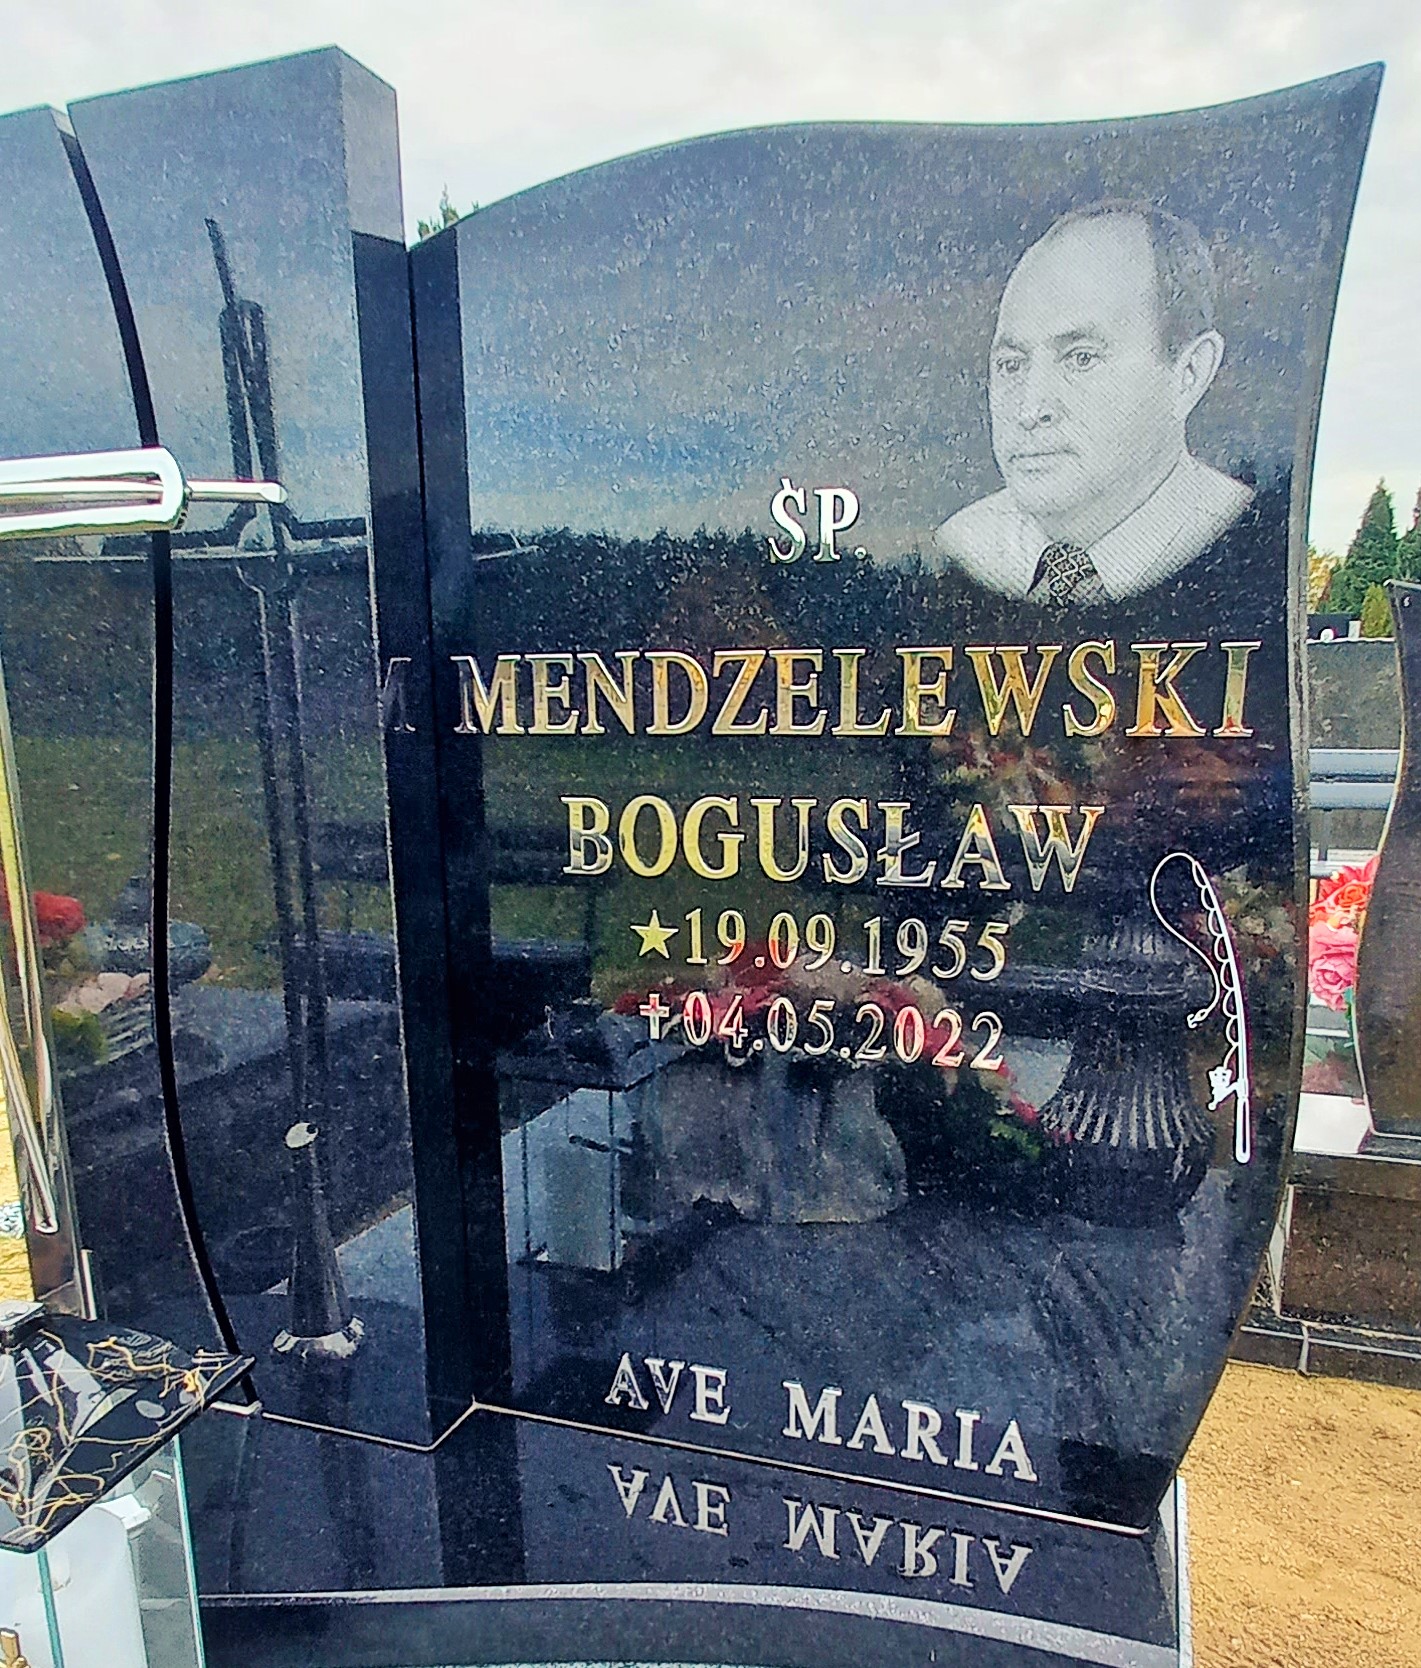 ŚP.
MENDZELEWSKI
BOGUSŁAW
★19.09.1955
✝04.05.2022
AVE MARIA